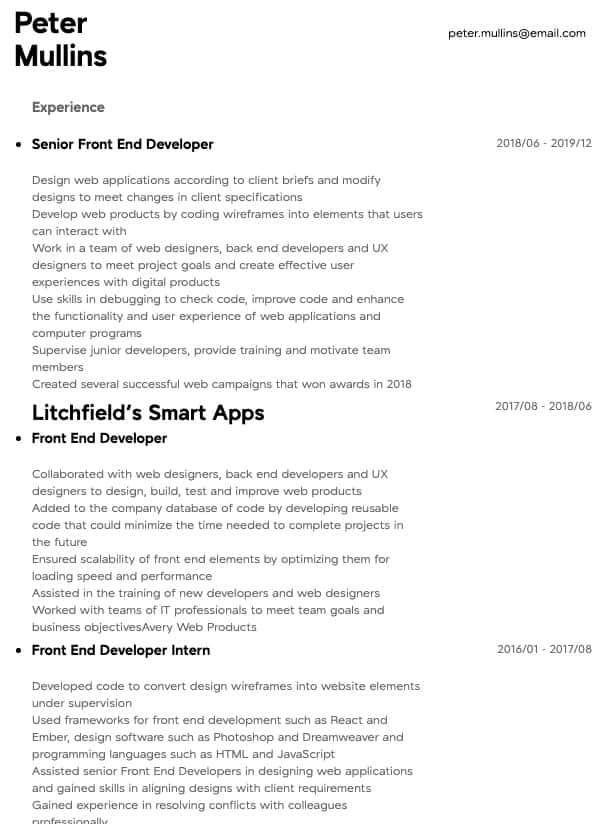 Peter
Mullins
peter.mullins@email.com
Experience
Senior Front End Developer
2018/06 - 2019/12
Design web applications according to client briefs and modify
designs to meet changes in client specifications
Develop web products by coding wireframes into elements that users
can interact with
Work in a team of web designers, back end developers and UX
designers to meet project goals and create effective user
experiences with digital products
Use skills in debugging to check code, improve code and enhance
the functionality and user experience of web applications and
computer programs
Supervise junior developers, provide training and motivate team
members
Created several successful web campaigns that won awards in 2018
Litchfield's Smart Apps
2017/08 - 2018/06
Front End Developer
Collaborated with web designers, back end developers and UX
designers to design, build, test and improve web products
Added to the company database of code by developing reusable
code that could minimize the time needed to complete projects in
the future
Ensured scalability of front end elements by optimizing them for
loading speed and performance
Assisted in the training of new developers and web designers
Worked with teams of IT professionals to meet team goals and
business objectivesAvery Web Products
Front End Developer Intern
2016/01 - 2017/08
Developed code to convert design wireframes into website elements
under supervision
Used frameworks for front end development such as React and
Ember, design software such as Photoshop and Dreamweaver and
programming languages such as HTML and JavaScript
Assisted senior Front End Developers in designing web applications
and gained skills in aligning designs with client requirements
Gained experience in resolving conflicts with colleagues
professionally